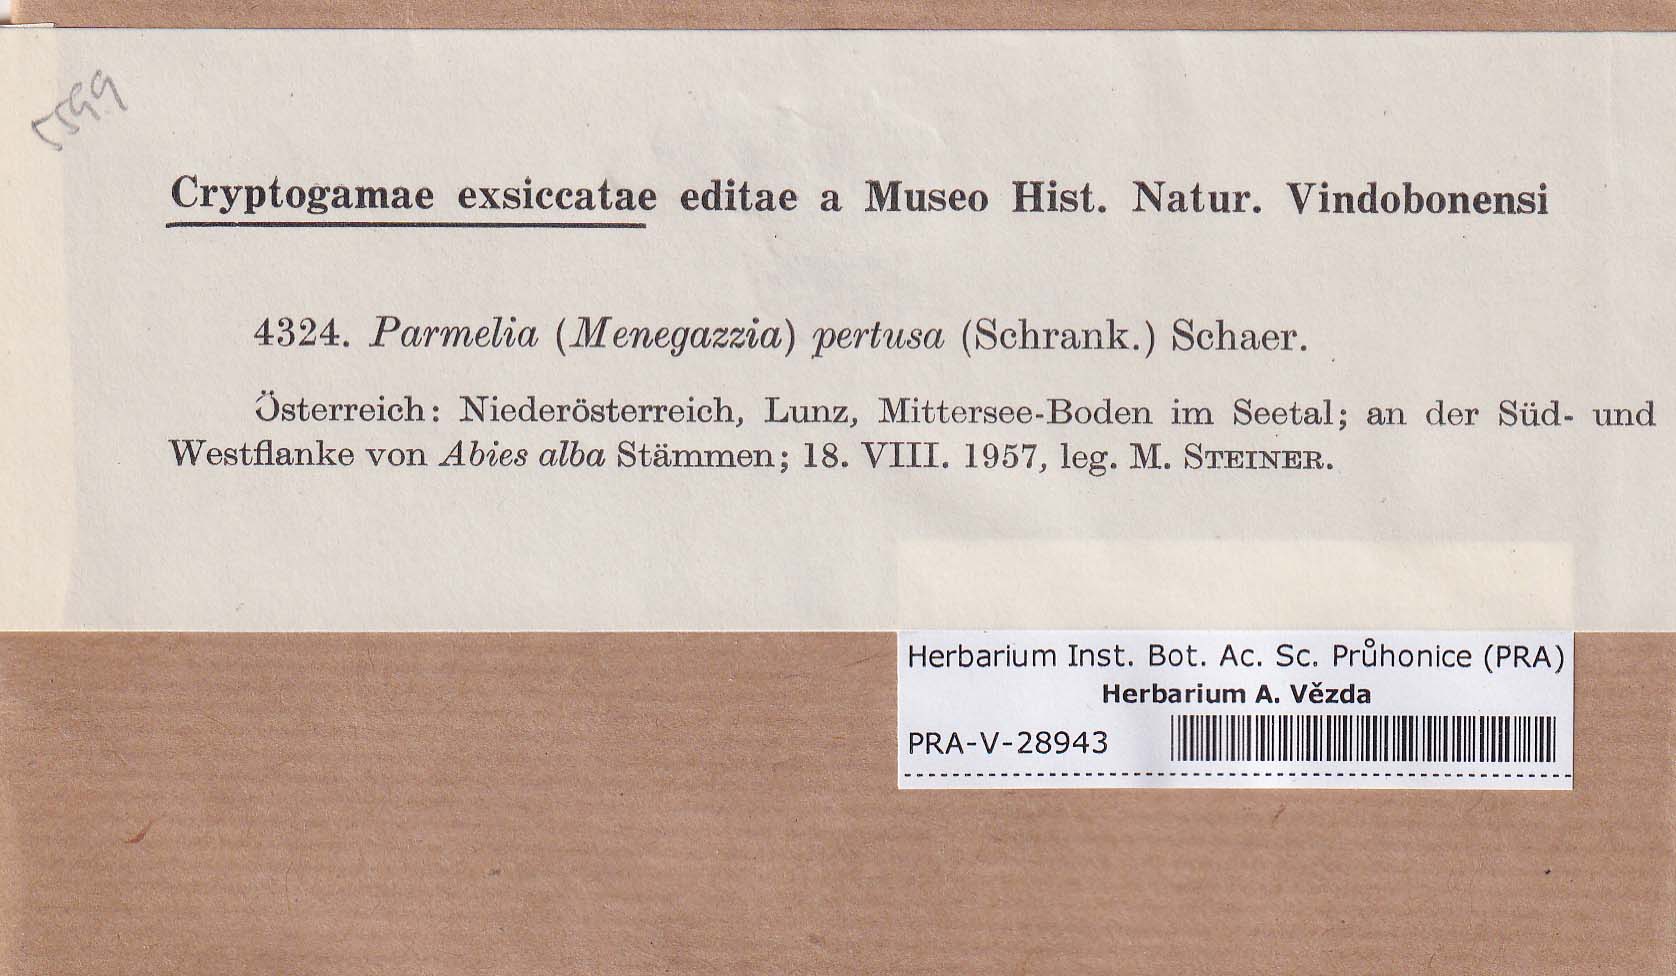 5599
Cryptogamae exsiccatae editae a Museo Hist. Natur. Vindobonensi
4324. Parmelia (Menegazzia) pertusa (Schrank.) Schaer.
Österreich: Niederösterreich, Lunz, Mittersee-Boden im Seetal; an der Süd- und
Westflanke von Abies alba Stämmen; 18. VIII. 1957, leg. M. STEINER.
Herbarium Inst. Bot. Ac. Sc. Průhonice (PRA)
Herbarium A. Vězda
PRA-V-28943